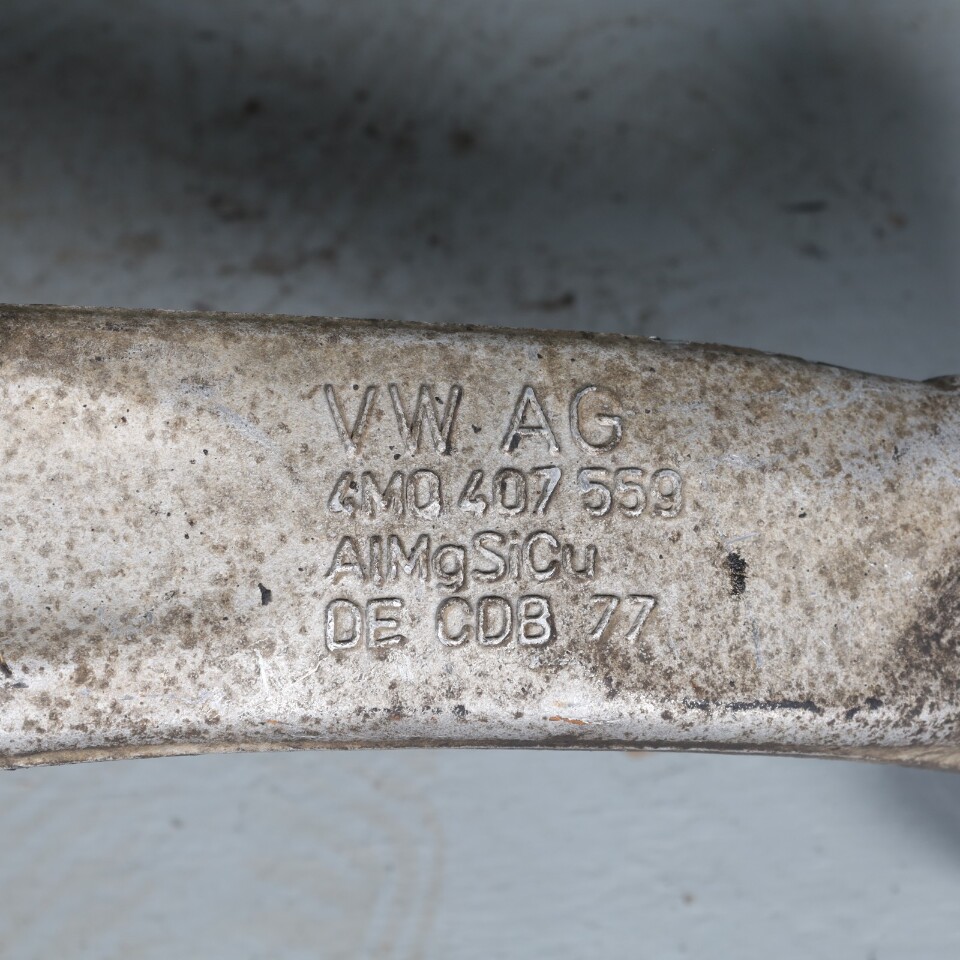 VW AG
4M0 407 559
AlMgSiCu
DE CDB 77